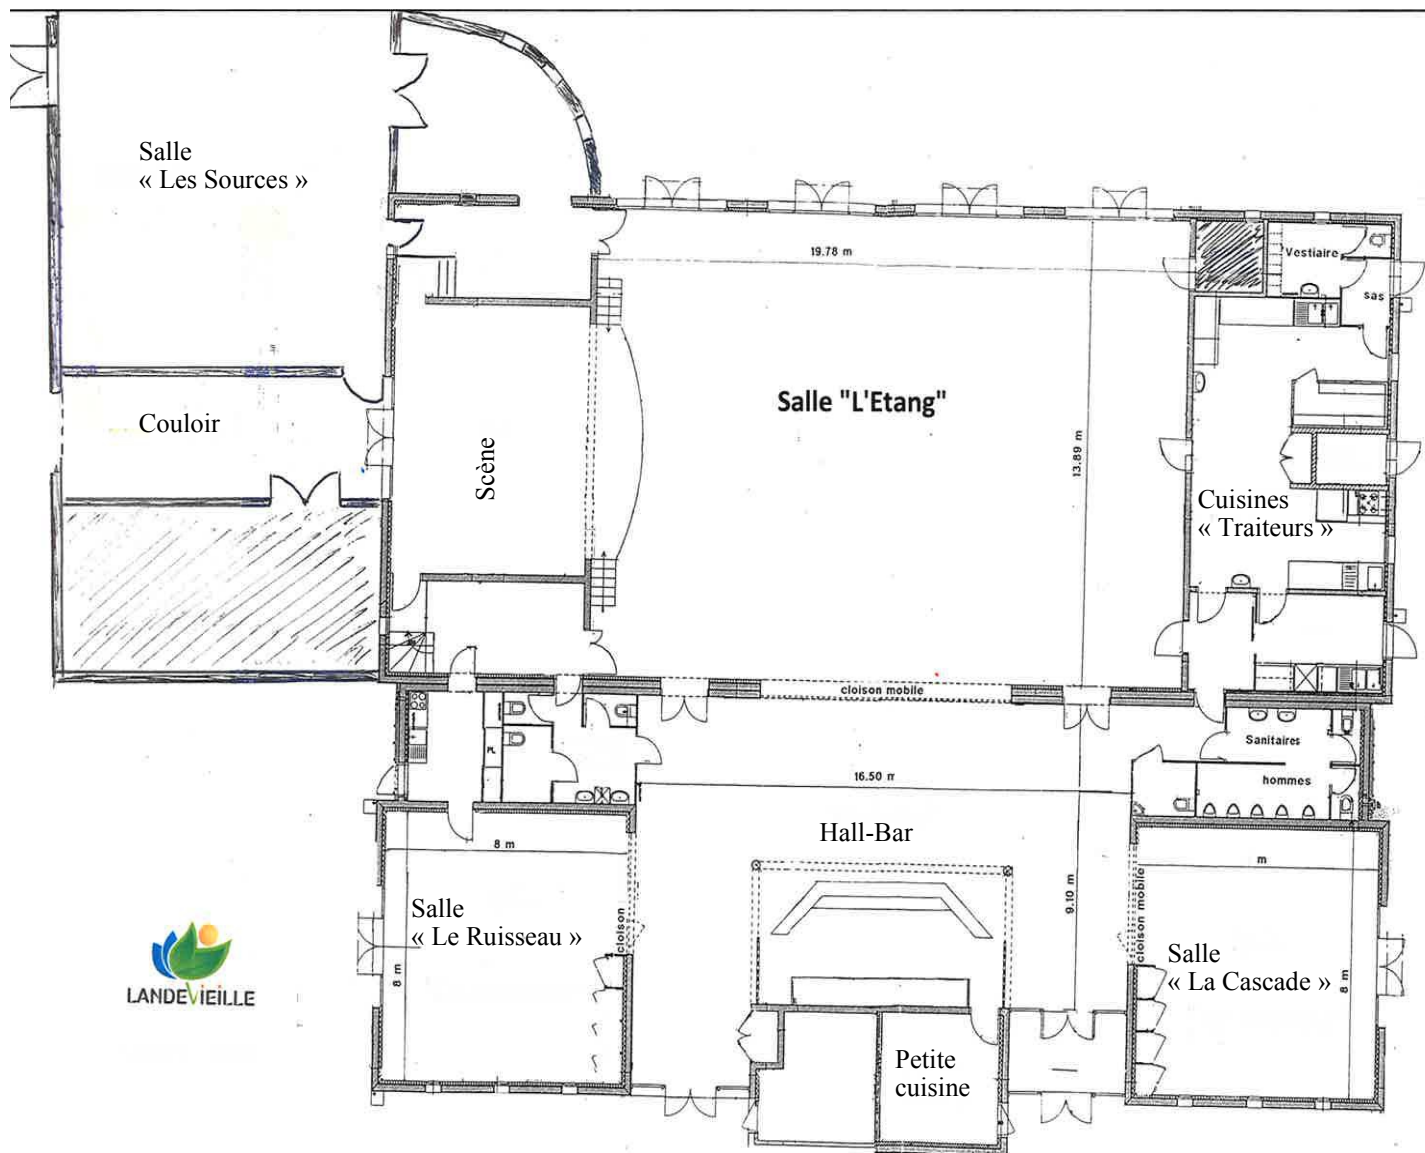 Salle
« Les Sources »
19.78 m
Vestiaire
sas
Salle "L'Etang"
Couloir
Scène
13.89 m
Cuisines
« Traiteurs »
cloison mobile
PL
Sanitaires
hommes
16.50 m
Hall-Bar
8 m
m
cloison
cloison mobile
9.10 m
Salle
« Le Ruisseau »
8 m
Salle
« La Cascade »
8 m
LANDEVIEILLE
Petite
cuisine